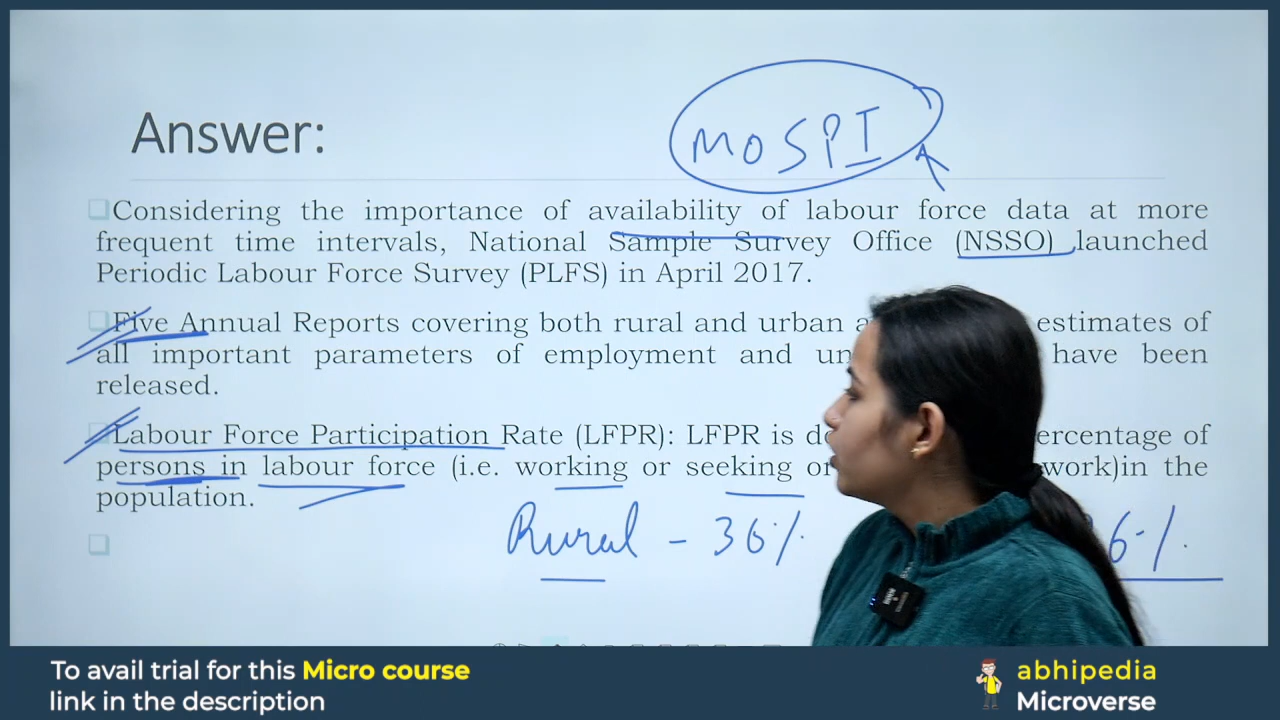 Answer:
MOSPI
Considering the importance of availability of labour force data at more
frequent time intervals, National Sample Survey Office (NSSO) launched
Periodic Labour Force Survey (PLFS) in April 2017.
Five Annual Reports covering both rural and urban a estimates of
all important parameters of employment and un have been
released.
Labour Force Participation Rate (LFPR): LFPR is de ercentage of
persons in labour force (i.e. working or seeking or work)in the
population.
Rural - 36% 6%.
To avail trial for this Micro course
link in the description
abhipedia
Microverse